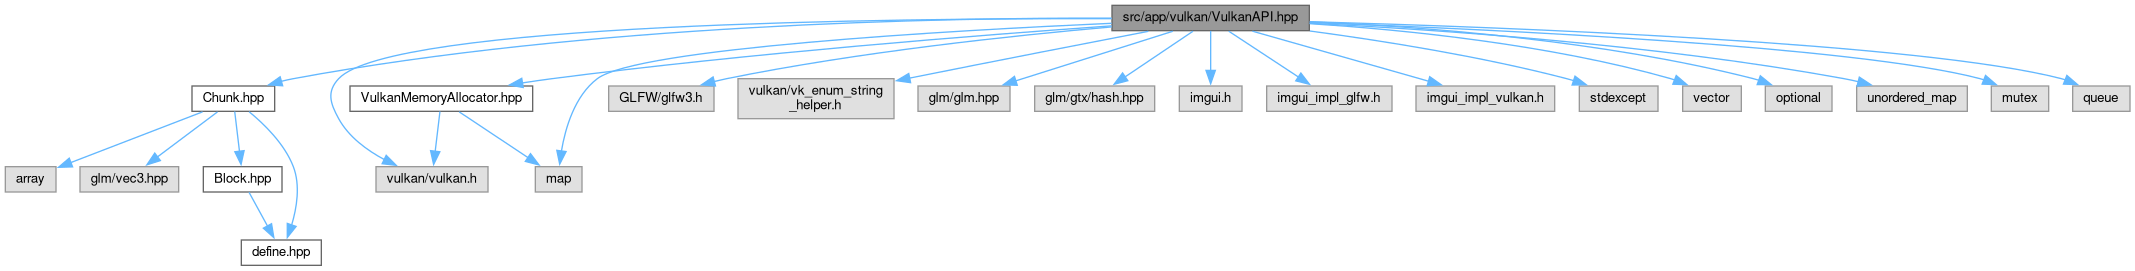 src/app/vulkan/VulkanAPI.hpp
Chunk.hpp
VulkanMemoryAllocator.hpp
GLFW/glfw3.h
vulkan/vk_enum_string
_helper.h
glm/glm.hpp
glm/gtx/hash.hpp
imgui.h
imgui_impl_glfw.h
imgui_impl_vulkan.h
stdexcept
vector
optional
unordered_map
mutex
queue
array
glm/vec3.hpp
Block.hpp
vulkan/vulkan.h
map
define.hpp